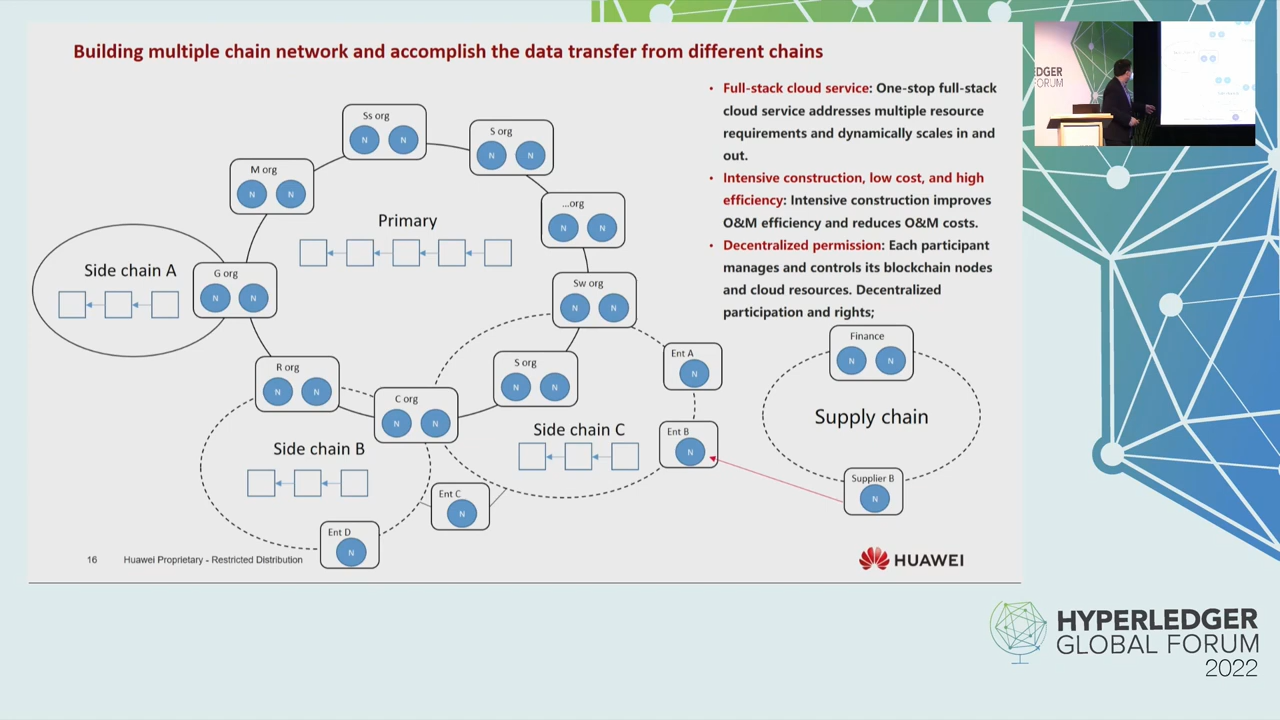 Building multiple chain network and accomplish the data transfer from different chains
• Full-stack cloud service: One-stop full-stack
cloud service addresses multiple resource
requirements and dynamically scales in and
out.
• Intensive construction, low cost, and high
efficiency: Intensive construction improves
O&M efficiency and reduces O&M costs.
• Decentralized permission: Each participant
manages and controls its blockchain nodes
and cloud resources. Decentralized
participation and rights;
Ss org
N N
S org
N N
M org
N N
...org
N N
Primary
Side chain A
G org
N N
Sw org
N N
R org
N N
C org
N N
S org
N N
Ent A
N
Ent B
N
Side chain C
Side chain B
Ent C
N
Ent D
N
Finance
N N
Supply chain
Supplier B
N
16 Huawei Proprietary - Restricted Distribution
HUAWEI
DGER
FORUM
HYPERLEDGER
GLOBAL FORUM
2022